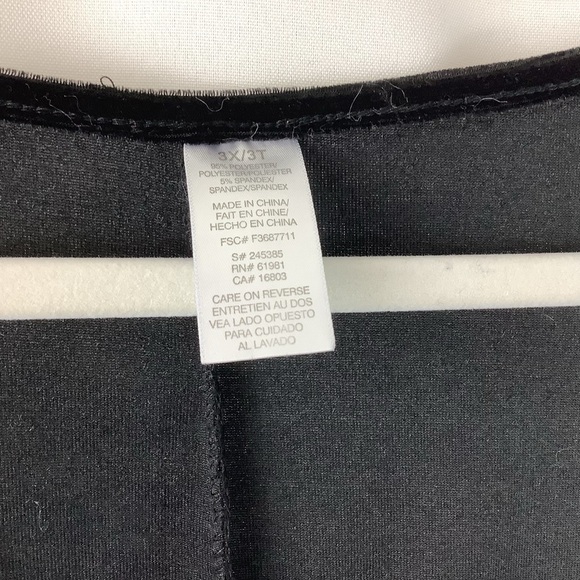 3X/3T
95% POLYESTER/
POLYESTER/POLIESTER
5% SPANDEX/
SPANDEX/SPANDEX
MADE IN CHINA/
FAIT EN CHINE/
HECHO EN CHINA
FSC# F3687711
S# 245385
RN# 61981
CA# 16803
CARE ON REVERSE
ENTRETIEN AU DOS
VEA LADO OPUESTO
PARA CUIDADO
AL LAVADO